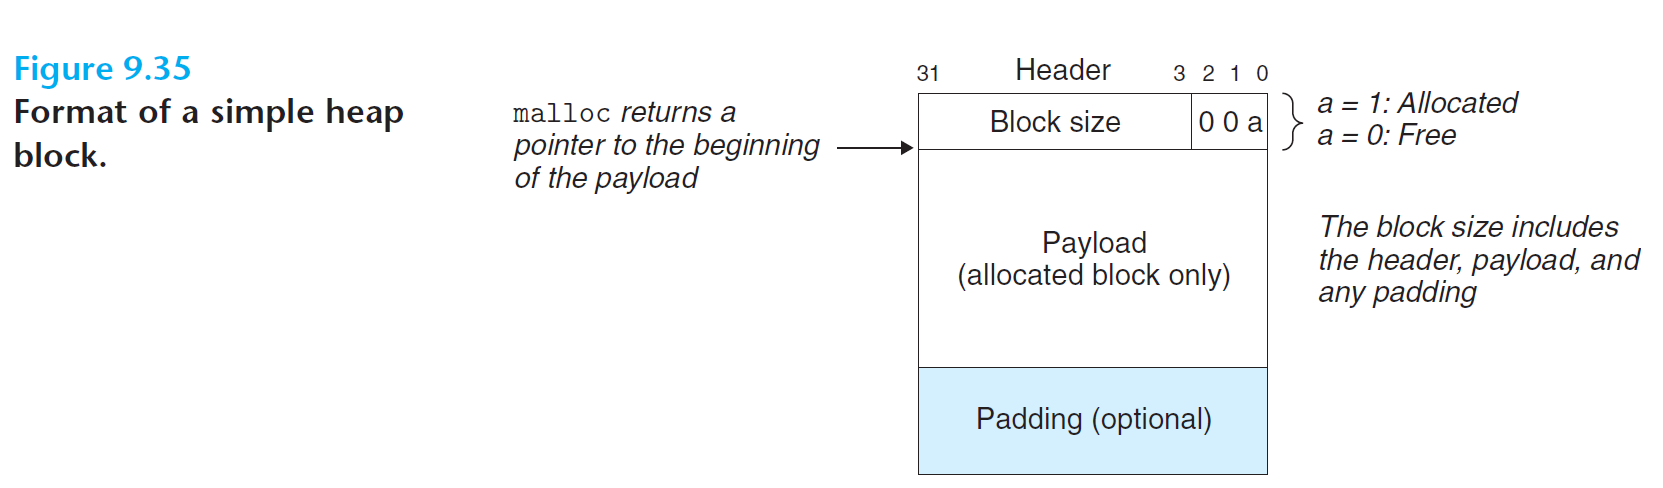 Figure 9.35
Format of a simple heap
block.
malloc returns a
pointer to the beginning
of the payload
31 Header 3 2 1 0
Block size 0 0 a
a = 1: Allocated
a = 0: Free
Payload
(allocated block only)
The block size includes
the header, payload, and
any padding
Padding (optional)